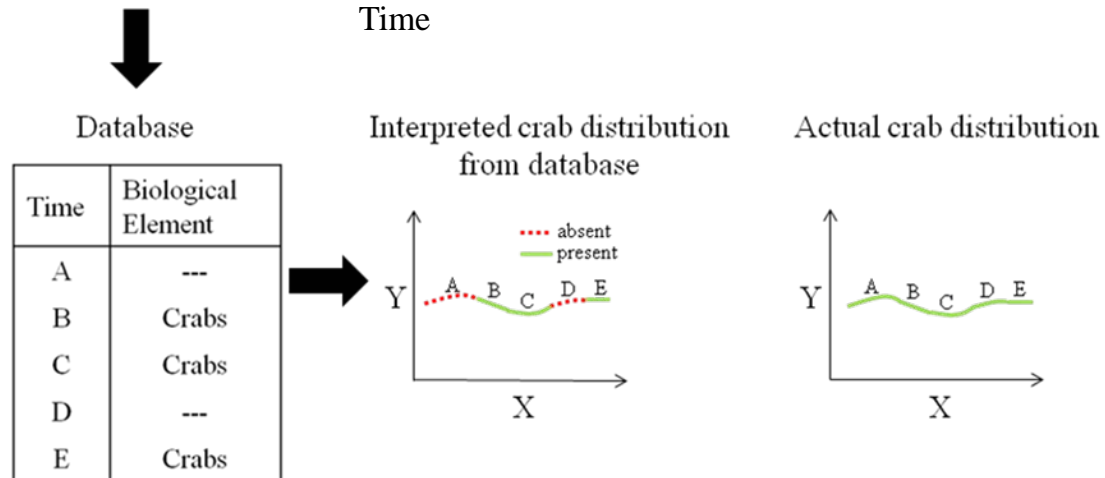 Time
Database
Time
Biological
Element
A
---
B
Crabs
C
Crabs
D
---
E
Crabs
Interpreted crab distribution
from database
absent
present
Y
A
B
C
D
E
X
Actual crab distribution
Y
A
B
C
D
E
X